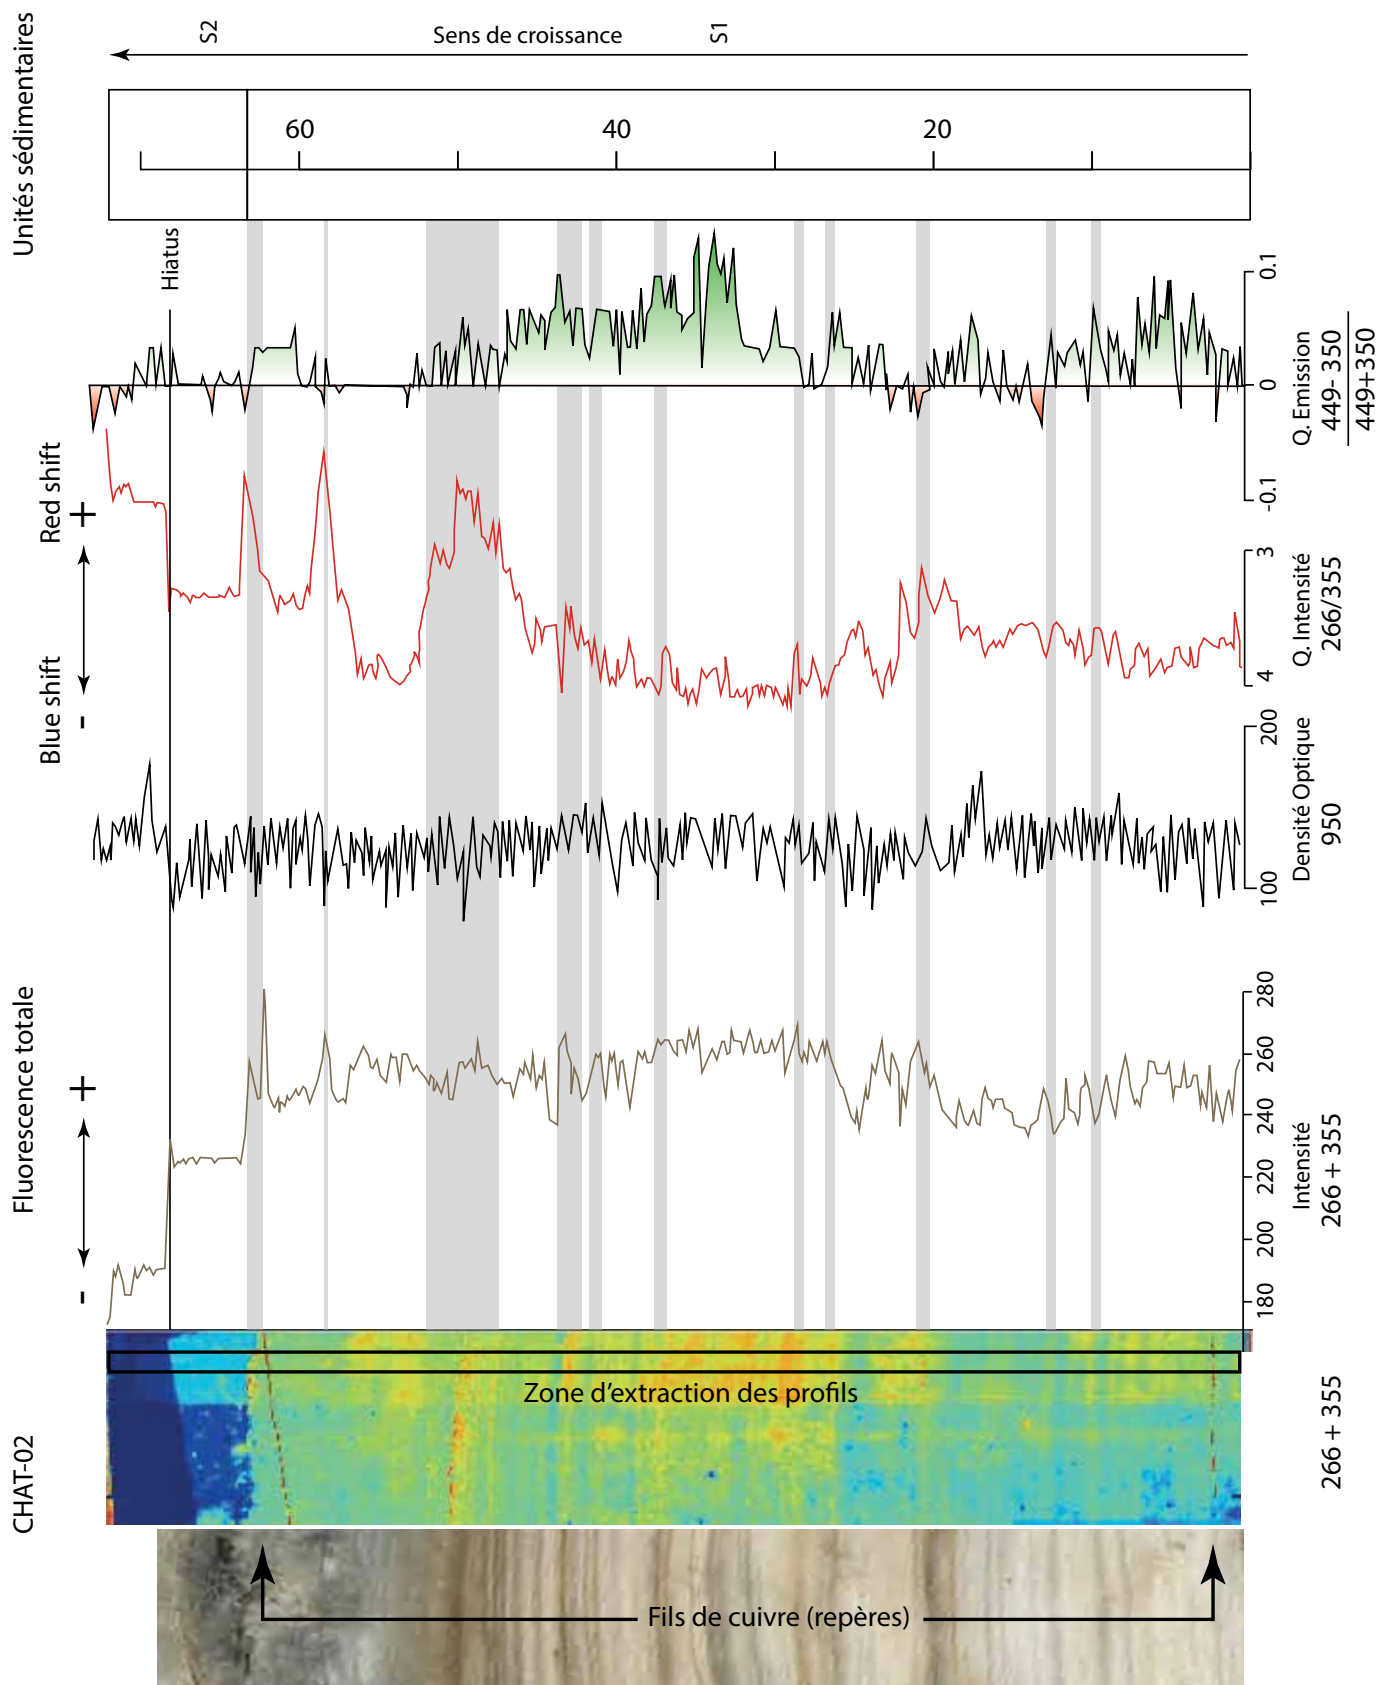 Unités sédimentaires
S2
Sens de croissance
S1
60
40
20
Hiatus
0.1
0
-0.1
Q. Emission
449- 350
449+350
Red shift
+
Blue shift
-
3
4
Q. Intensité
266/355
200
100
Densité Optique
950
Fluorescence totale
+
-
280
260
240
220
200
180
Intensité
266 + 355
CHAT-02
Zone d'extraction des profils
266 + 355
Fils de cuivre (repères)